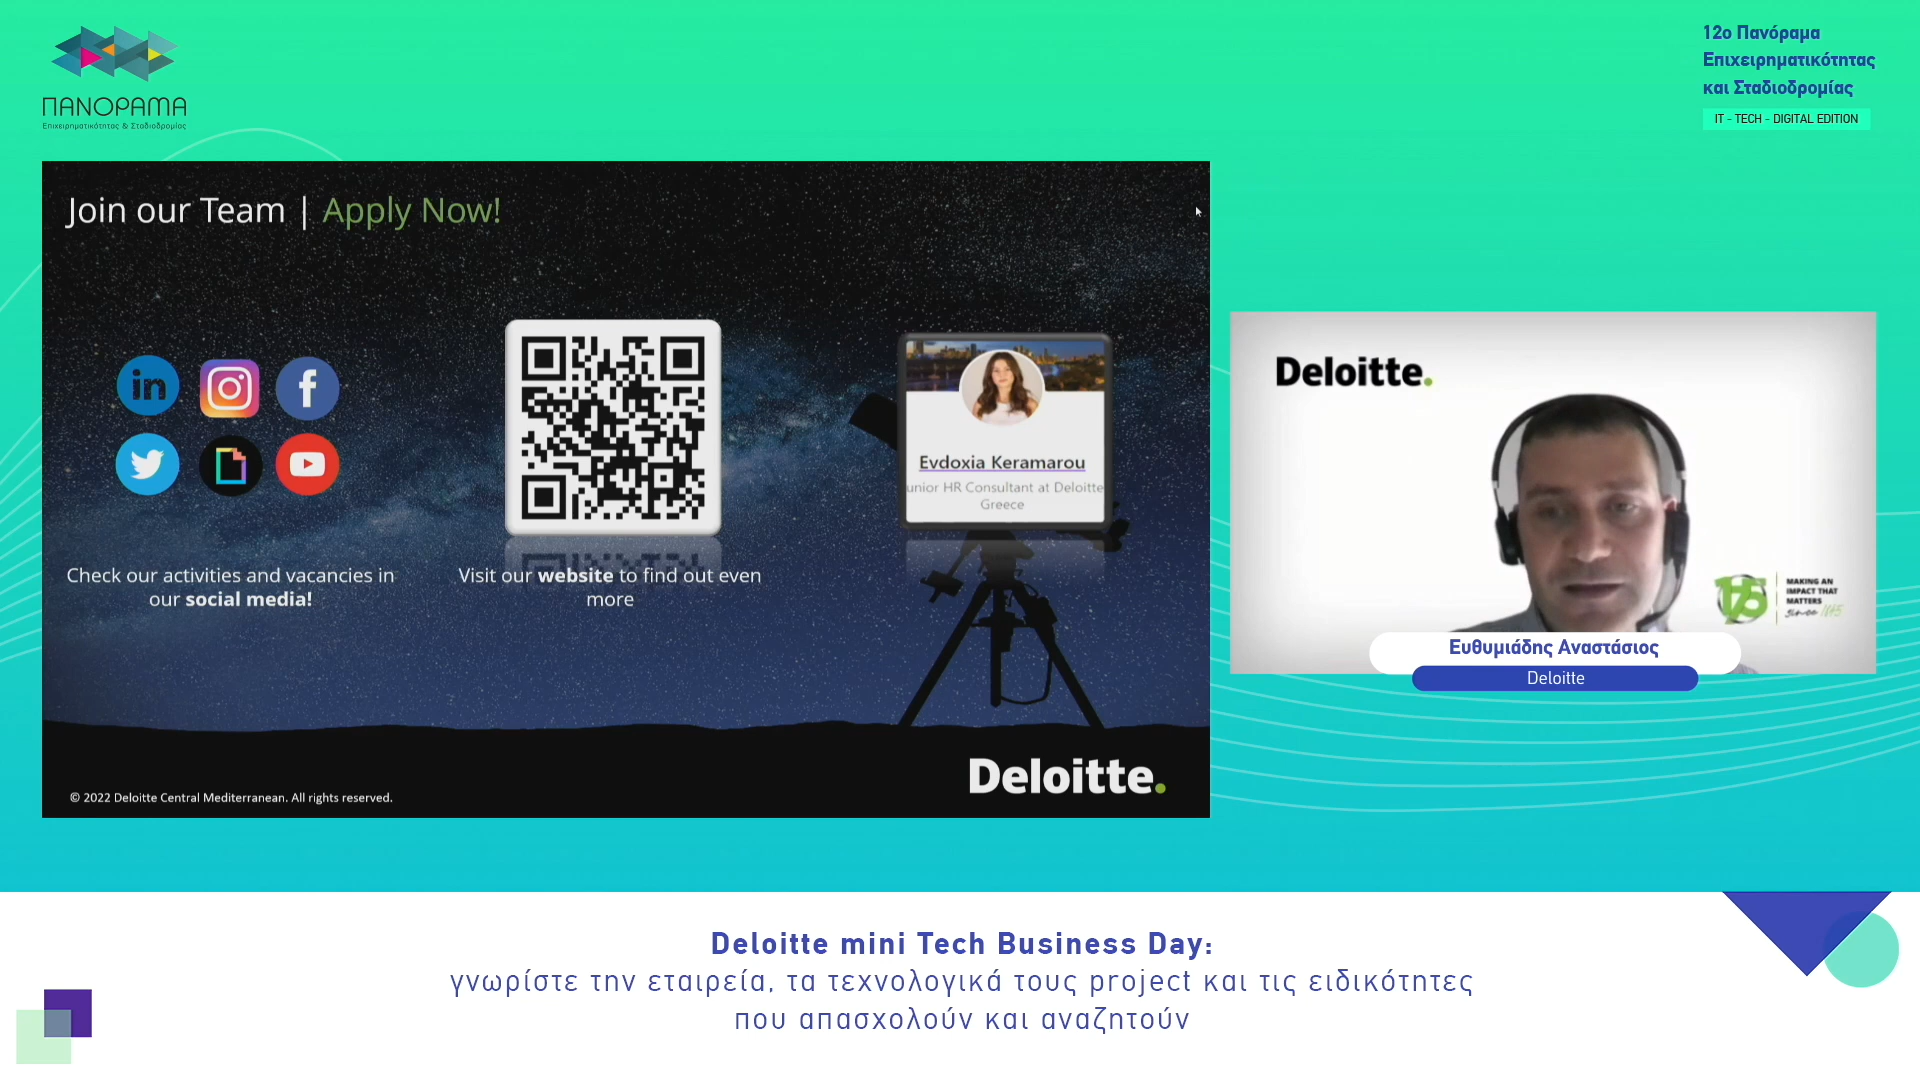 ΠΑΝΟΡΑΜΑ
Επιχειρηματικότητας & Σταδιοδρομίας
12ο Πανόραμα
Επιχειρηματικότητας
και Σταδιοδρομίας
IT - TECH - DIGITAL EDITION
Join our Team | Apply Now!
in
f
Check our activities and vacancies in
our social media!
Visit our website to find out even
more
Evdoxia Keramarou
unior HR Consultant at Deloitte
Greece
© 2022 Deloitte Central Mediterranean. All rights reserved.
Deloitte.
Deloitte.
175
MAKING AN
IMPACT THAT
MATTERS
since 1845
Ευθυμιάδης Αναστάσιος
Deloitte
Deloitte mini Tech Business Day:
γνωρίστε την εταιρεία, τα τεχνολογικά τους project και τις ειδικότητες
που απασχολούν και αναζητούν